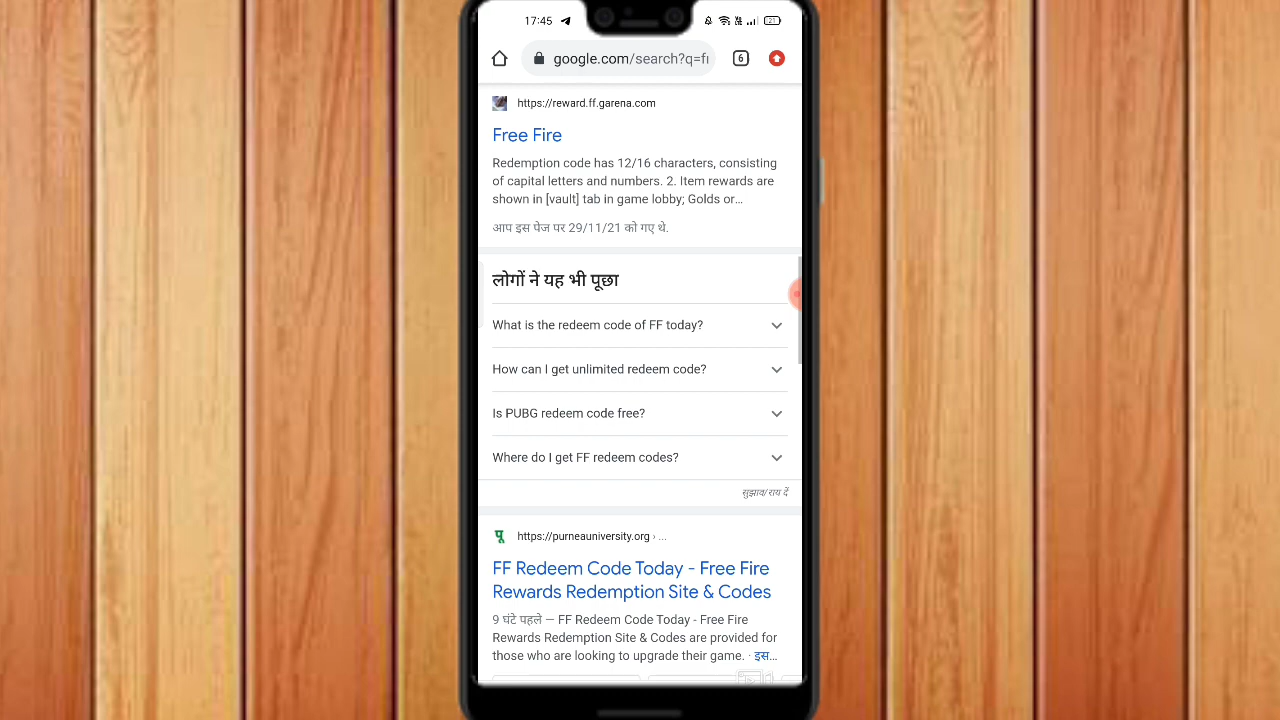 17:45
21
google.com/search?q=fr
6
https://reward.ff.garena.com
Free Fire
Redemption code has 12/16 characters, consisting
of capital letters and numbers. 2. Item rewards are
shown in [vault] tab in game lobby; Golds or...
आप इस पेज पर 29/11/21 को गए थे.
लोगों ने यह भी पूछा
What is the redeem code of FF today?
How can I get unlimited redeem code?
Is PUBG redeem code free?
Where do I get FF redeem codes?
सुझाव/राय दें
पू https://purneauniversity.org › ...
FF Redeem Code Today - Free Fire
Rewards Redemption Site & Codes
9 घंटे पहले — FF Redeem Code Today - Free Fire
Rewards Redemption Site & Codes are provided for
those who are looking to upgrade their game. · इस...